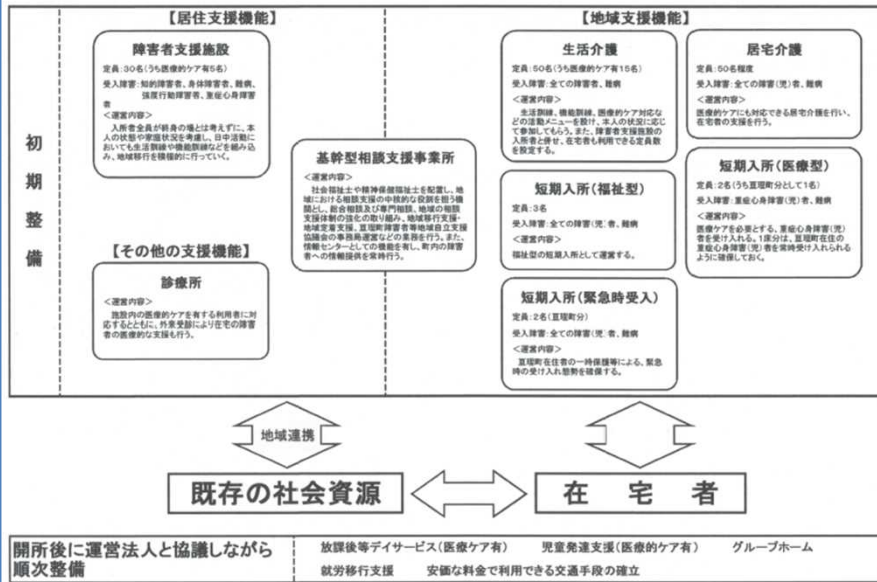 【居住支援機能】
【地域支援機能】
初期整備
障害者支援施設
定員：30名(うち医療的ケア有5名)
受入障害：知的障害者、身体障害者、難病、
強度行動障害者、重症心身障害
者
＜運営内容＞
入所者全員が終身の場とは考えずに、本
人の状態や家庭状況を考慮し、日中活動に
おいても生活訓練や機能訓練などを組み込
み、地域移行を積極的に行っていく。
【その他の支援機能】
診療所
＜運営内容＞
施設内の医療的ケアを有する利用者に対
応するとともに、外来受診により在宅の障害
者の医療的な支援も行う。
基幹型相談支援事業所
＜運営内容＞
社会福祉士や精神保健福祉士を配置し、地
域における相談支援の中核的な役割を担う機
関とし、総合相談及び専門相談、地域の相談
支援体制の強化の取り組み、地域移行支援・
地域定着支援、亘理町障害者等地域自立支援
協議会の事務局運営などの業務を行う。また、
情報センターとしての機能を有し、町内の障害
者への情報提供を常時行う。
生活介護
定員：50名(うち医療的ケア有15名)
受入障害：全ての障害者、難病
＜運営内容＞
生活訓練、機能訓練、医療的ケア対応な
どの活動メニューを設け、本人の状況に応じ
て参加してもらう。また、障害者支援施設の
入所者と併せ、在宅者も利用できる定員数
を設定する。
短期入所(福祉型)
定員：3名
受入障害：全ての障害(児)者、難病
＜運営内容＞
福祉型の短期入所として運営する。
短期入所(緊急時受入)
定員：2名(亘理町分)
受入障害：全ての障害(児)者、難病
＜運営内容＞
亘理町在住者の一時保護等による、緊急
時の受け入れ態勢を確保する。
居宅介護
定員：50名程度
受入障害：全ての障害(児)者、難病
＜運営内容＞
医療的ケアにも対応できる居宅介護を行い、
在宅者の支援を行う。
短期入所(医療型)
定員：2名(うち亘理町分として1名)
受入障害：重症心身障害(児)者、難病
＜運営内容＞
医療ケアを必要とする、重症心身障害(児)
者を受け入れる。1床分は、亘理町在住の
重症心身障害(児)者を常時受け入れられる
ように確保しておく。
地域連携
既存の社会資源
在宅者
開所後に運営法人と協議しながら
順次整備
放課後等デイサービス(医療ケア有) 児童発達支援(医療的ケア有) グループホーム
就労移行支援 安価な料金で利用できる交通手段の確立